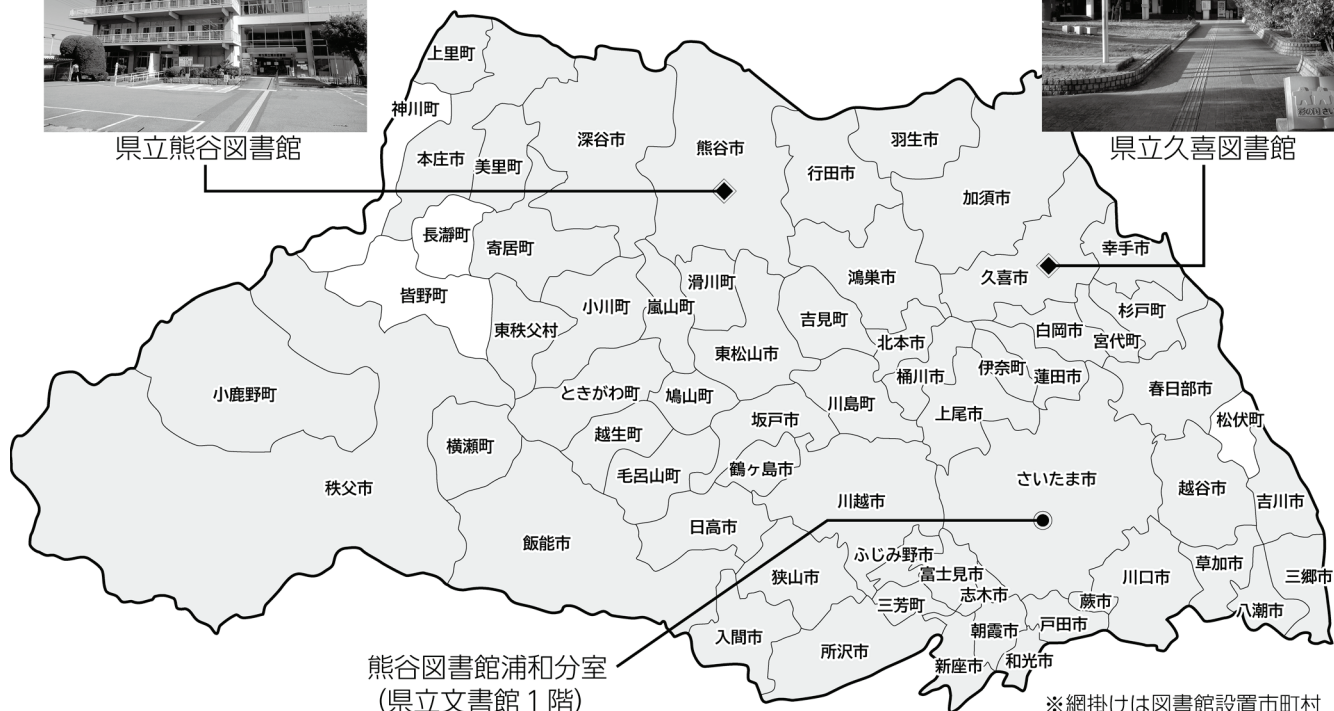 県立熊谷図書館
県立久喜図書館
上里町
神川町
本庄市
美里町
深谷市
熊谷市
行田市
羽生市
加須市
長瀞町
寄居町
皆野町
小川町
嵐山町
滑川町
吉見町
鴻巣市
久喜市
幸手市
杉戸町
東秩父村
東松山市
北本市
白岡市
宮代町
小鹿野町
ときがわ町
鳩山町
桶川市
伊奈町
蓮田市
春日部市
坂戸市
川島町
上尾市
松伏町
横瀬町
越生町
毛呂山町
鶴ヶ島市
さいたま市
秩父市
川越市
越谷市
吉川市
飯能市
日高市
ふじみ野市
富士見市
狭山市
志木市
三芳町
川口市
草加市
三郷市
蕨市
八潮市
入間市
所沢市
朝霞市
戸田市
新座市
和光市
熊谷図書館浦和分室
(県立文書館1階)
※網掛けは図書館設置市町村